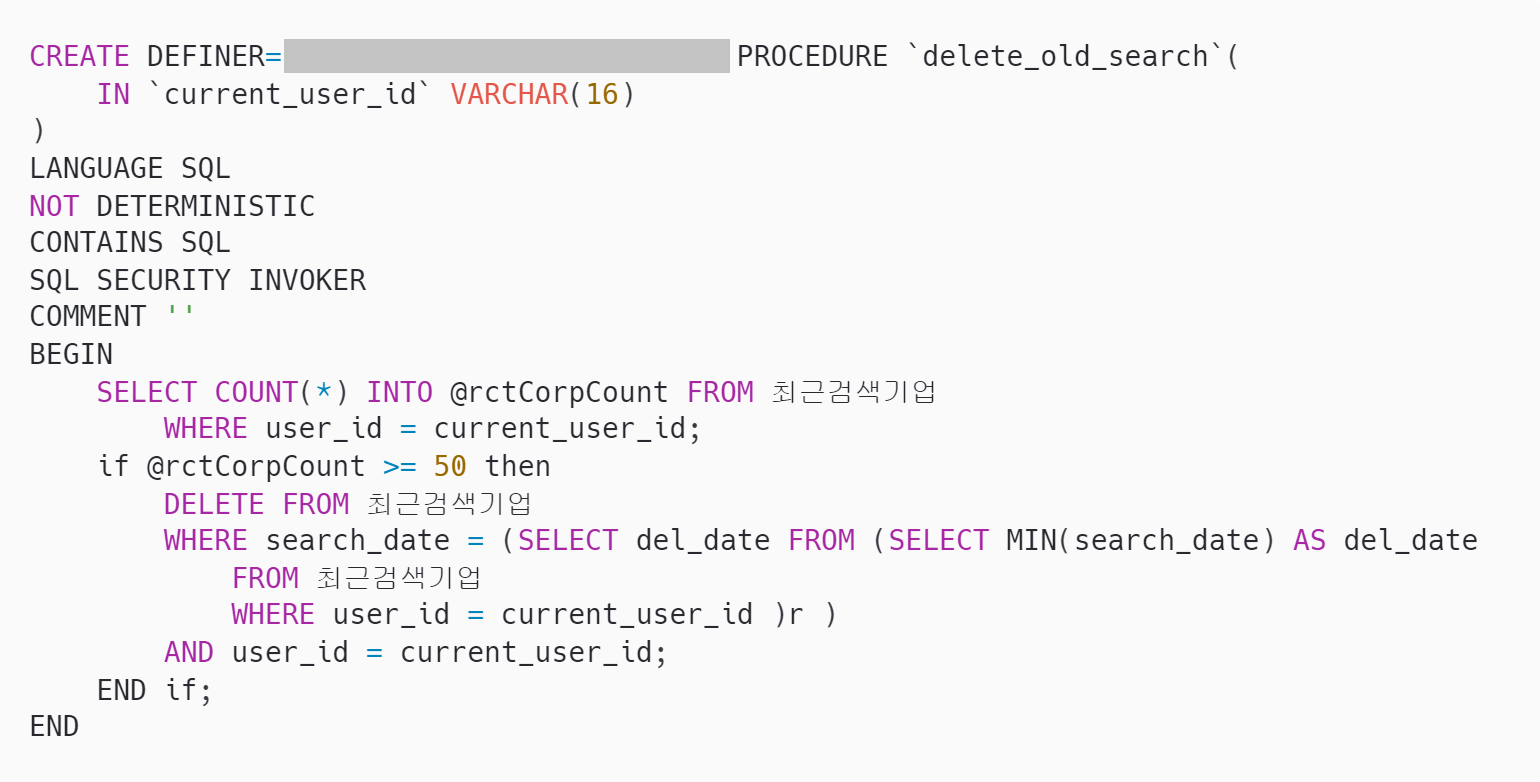 CREATE DEFINER= PROCEDURE `delete_old_search`(
    IN `current_user_id` VARCHAR(16)
)
LANGUAGE SQL
NOT DETERMINISTIC
CONTAINS SQL
SQL SECURITY INVOKER
COMMENT ''
BEGIN
    SELECT COUNT(*) INTO @rctCorpCount FROM 최근검색기업
        WHERE user_id = current_user_id;
    if @rctCorpCount >= 50 then
        DELETE FROM 최근검색기업
        WHERE search_date = (SELECT del_date FROM (SELECT MIN(search_date) AS del_date
            FROM 최근검색기업
            WHERE user_id = current_user_id )r )
        AND user_id = current_user_id;
    END if;
END